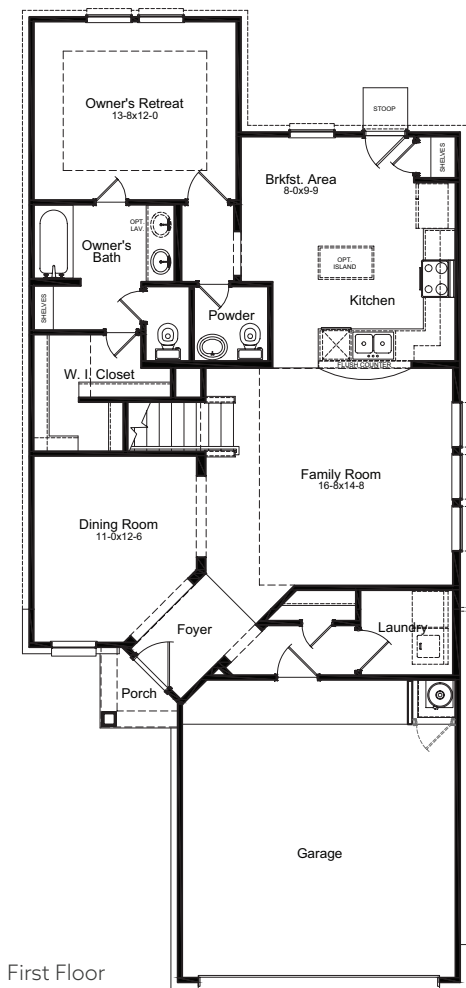 Owner's Retreat
13-8x12-0
STOOP
SHELVES
Brkfst. Area
8-0x9-9
OPT.
LAV.
Owner's
Bath
OPT.
ISLAND
Kitchen
SHELVES
Powder
FLUSH COUNTER
W. I. Closet
Family Room
16-8x14-8
Dining Room
11-0x12-6
Foyer
Laundry
Porch
Garage
First Floor